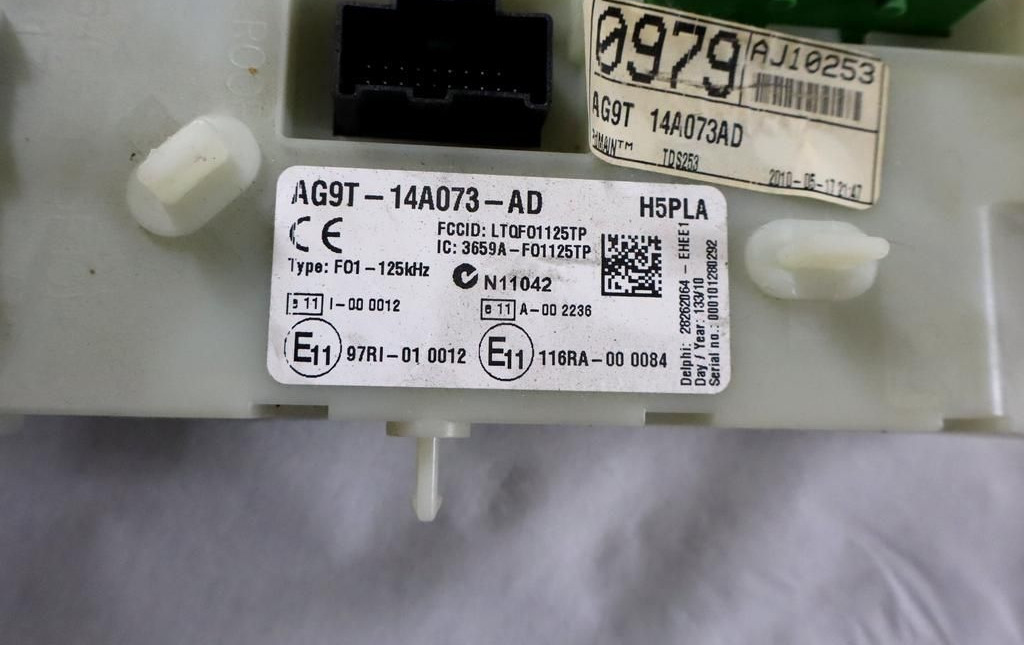 0979
AJ10253
AG9T 14A073AD
TDS253
2010-05-17 21:47
AG9T-14A073-AD
H5PLA
CE
FCCID: LTQF01125TP
IC: 3659A-F01125TP
Type: F01-125kHz
N11042
e 11 I-00 0012
e 11 A-00 2236
E11 97RI-01 0012
E11 116RA-00 0084
Delphi: 28262064 - EHEE1
Day / Year: 133/10
Serial no.: 000101280292